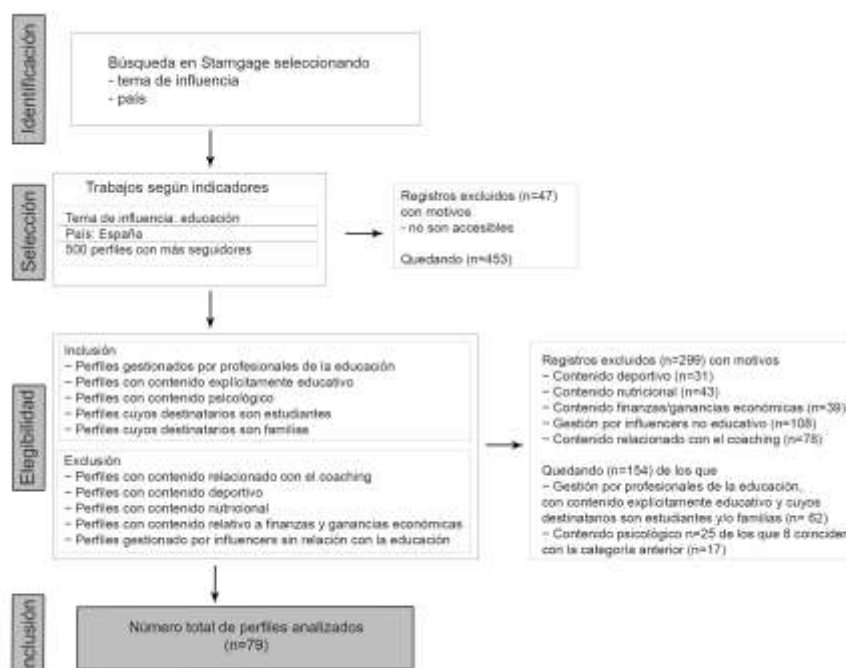 Identificación
Búsqueda en Starngage seleccionando
- tema de influencia
- país
Selección
Trabajos según indicadores
Tema de influencia: educación
País: España
500 perfiles con más seguidores
Registros excluidos (n=47)
con motivos
- no son accesibles
Quedando (n=453)
Elegibilidad
Inclusión
− Perfiles gestionados por profesionales de la educación
− Perfiles con contenido explícitamente educativo
− Perfiles con contenido psicológico
− Perfiles cuyos destinatarios son estudiantes
− Perfiles cuyos destinatarios son familias
Exclusión
− Perfiles con contenido relacionado con el coaching
− Perfiles con contenido deportivo
− Perfiles con contenido nutricional
− Perfiles con contenido relativo a finanzas y ganancias económicas
− Perfiles gestionado por influencers sin relación con la educación
Registros excluidos (n=299) con motivos
− Contenido deportivo (n=31)
− Contenido nutricional (n=43)
− Contenido finanzas/ganancias económicas (n=39)
− Gestión por influencers no educativo (n=108)
− Contenido relacionado con el coaching (n=78)
Quedando (n=154) de los que
− Gestión por profesionales de la educación,
con contenido explícitamente educativo y cuyos
destinatarios son estudiantes y/o familias (n= 62)
− Contenido psicológico n=25 de los que 8 coinciden
con la categoría anterior (n=17)
nclusión
Número total de perfiles analizados
(n=79)